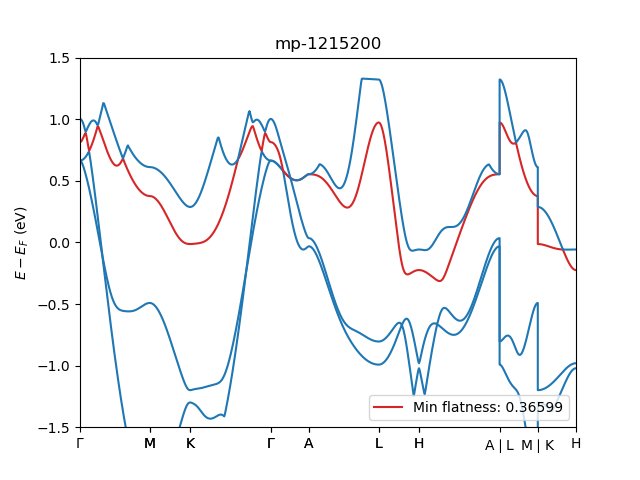 mp-1215200
E − E_F (eV)
1.5
1.0
0.5
0.0
−0.5
−1.0
−1.5
Min flatness: 0.36599
Γ M K Γ A L H A | L M | K H